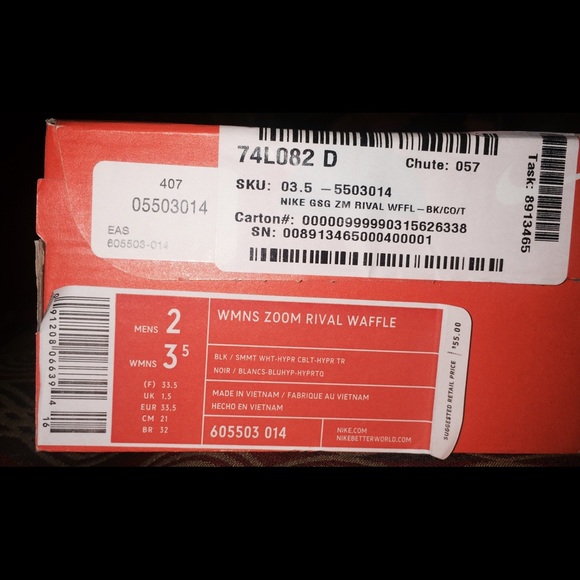 74L082 D
Chute: 057
SKU: 03.5 -5503014
NIKE GSG ZM RIVAL WFFL-BK/CO/T
Carton#: 00000999990315626338
SN: 00891346500040001
Task: 8913465
407
05503014
EAS
605503-014
MENS 2
WMNS 3.5
(F) 33.5
UK 1.5
EUR 33.5
CM 21
BR 32
WMNS ZOOM RIVAL WAFFLE
BLK / SMMT WHT-HYPR CBLT-HYPR TR
NOIR / BLANCS-BLUHYP-HYPRTQ
MADE IN VIETNAM / FABRIQUE AU VIETNAM
HECHO EN VIETNAM
605503 014
NIKE.COM
NIKEBETTERWORLD.COM
SUGGESTED RETAIL PRICE $55.00
91208 06639 4
16